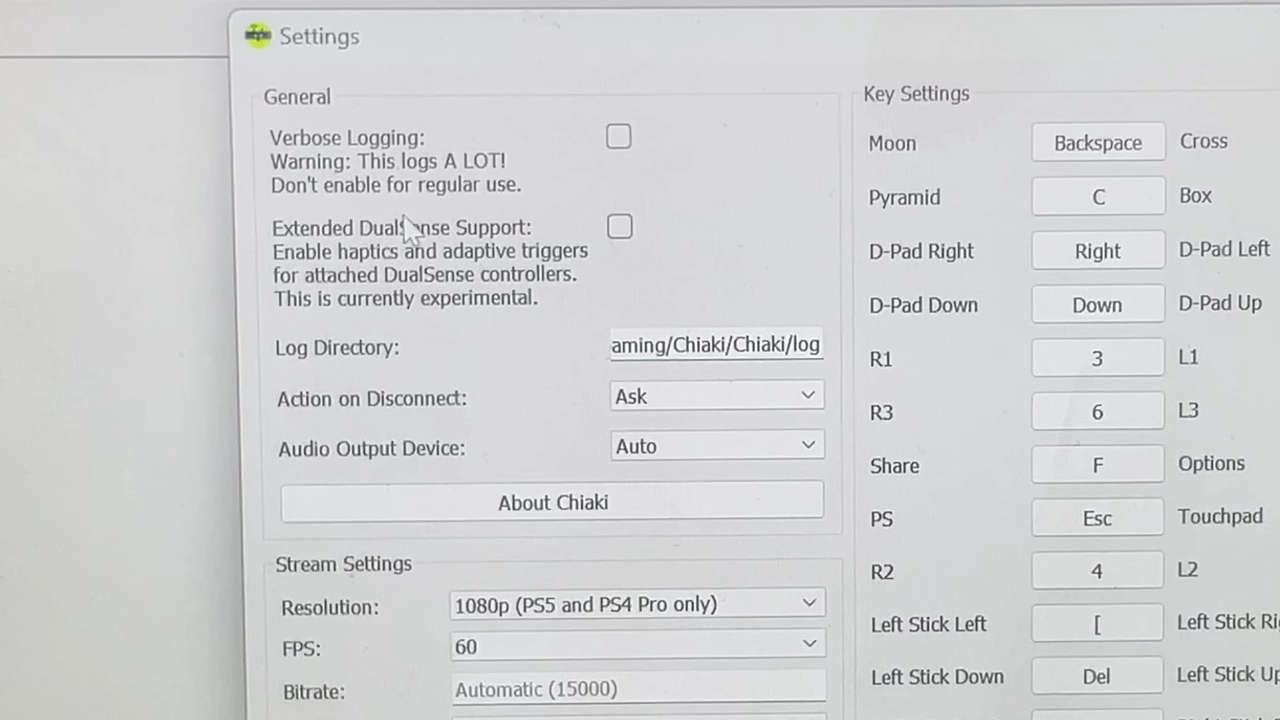 Settings
General
Verbose Logging:
Warning: This logs A LOT!
Don't enable for regular use.
Extended DualSense Support:
Enable haptics and adaptive triggers
for attached DualSense controllers.
This is currently experimental.
Log Directory: aming/Chiaki/Chiaki/log
Action on Disconnect: Ask
Audio Output Device: Auto
About Chiaki
Stream Settings
Resolution: 1080p (PS5 and PS4 Pro only)
FPS: 60
Bitrate: Automatic (15000)
Key Settings
Moon Backspace Cross
Pyramid C Box
D-Pad Right Right D-Pad Left
D-Pad Down Down D-Pad Up
R1 3 L1
R3 6 L3
Share F Options
PS Esc Touchpad
R2 4 L2
Left Stick Left [ Left Stick Ri
Left Stick Down Del Left Stick Up